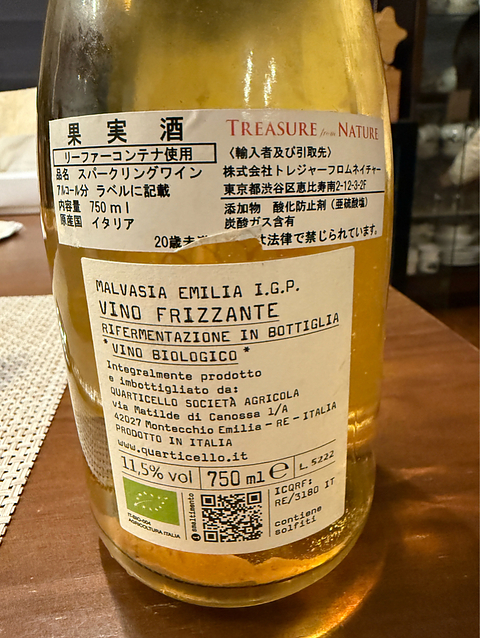 果実酒
リーファーコンテナ使用
品名 スパークリングワイン
アルコール分 ラベルに記載
内容量 750ml
原産国 イタリア
TREASURE from NATURE
〈輸入者及び引取先〉
株式会社トレジャーフロムネイチャー
東京都渋谷区恵比寿南2-12-3-2F
添加物 酸化防止剤(亜硫酸塩)
炭酸ガス含有
20歳未 法律で禁じられています。
MALVASIA EMILIA I.G.P.
VINO FRIZZANTE
RIFERMENTAZIONE IN BOTTIGLIA
*VINO BIOLOGICO*
Integralmente prodotto
e imbottigliato da:
QUARTICELLO SOCIETÀ AGRICOLA
via Matilde di Canossa 1/A
42027 Montecchio Emilia - RE - ITALIA
PRODOTTO IN ITALIA
www.quarticello.it
11,5% vol 750 ml e L. 5222
IT-BIO-004
AGRICOLTURA ITALIA
@multimento
ICQRF:
RE/3180 IT
contiene
solfiti